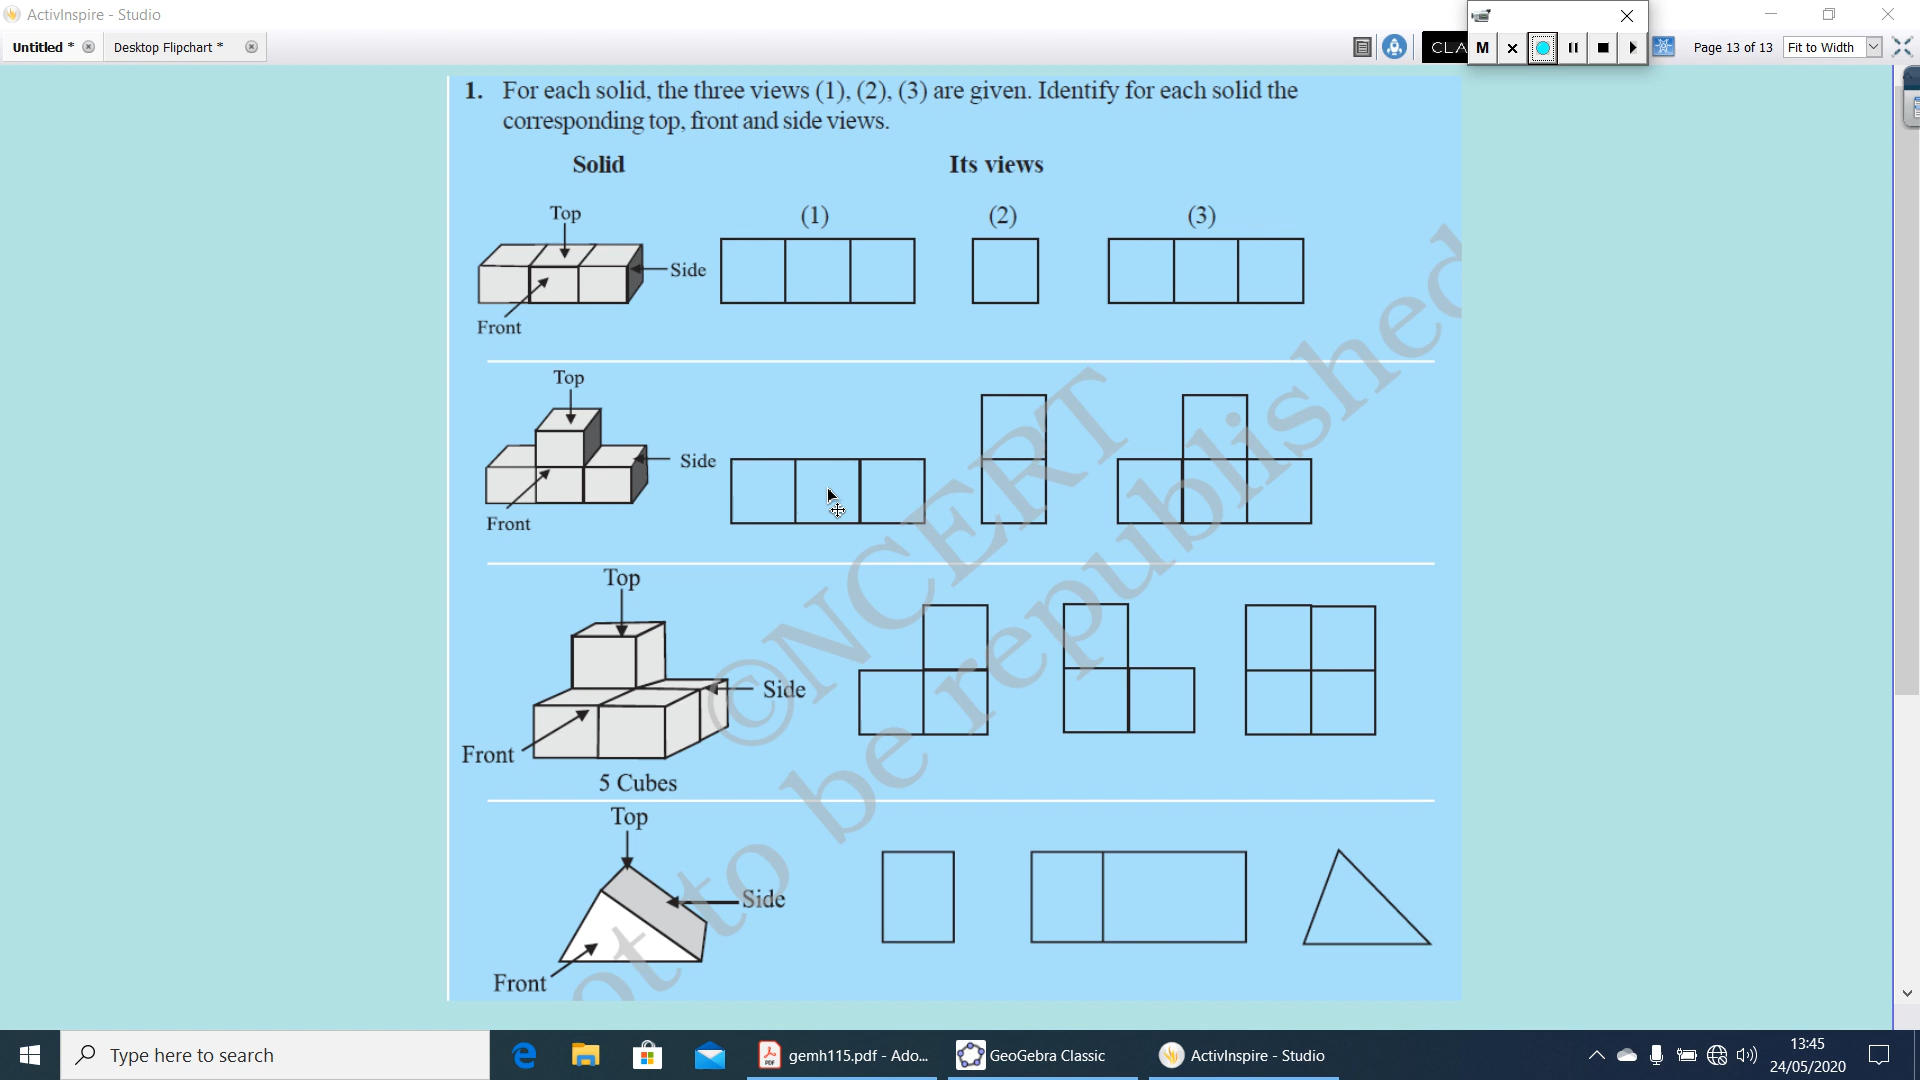 ActivInspire - Studio
Untitled *
Desktop Flipchart *
CLA
M
Page 13 of 13
Fit to Width
1. For each solid, the three views (1), (2), (3) are given. Identify for each solid the
corresponding top, front and side views.
Solid
Its views
Top
(1)
(2)
(3)
Side
Front
Top
Side
Front
Top
Side
Front
5 Cubes
Top
Side
Front
©NCERT
not to be republished
Type here to search
gemh115.pdf - Ado...
GeoGebra Classic
ActivInspire - Studio
13:45
24/05/2020